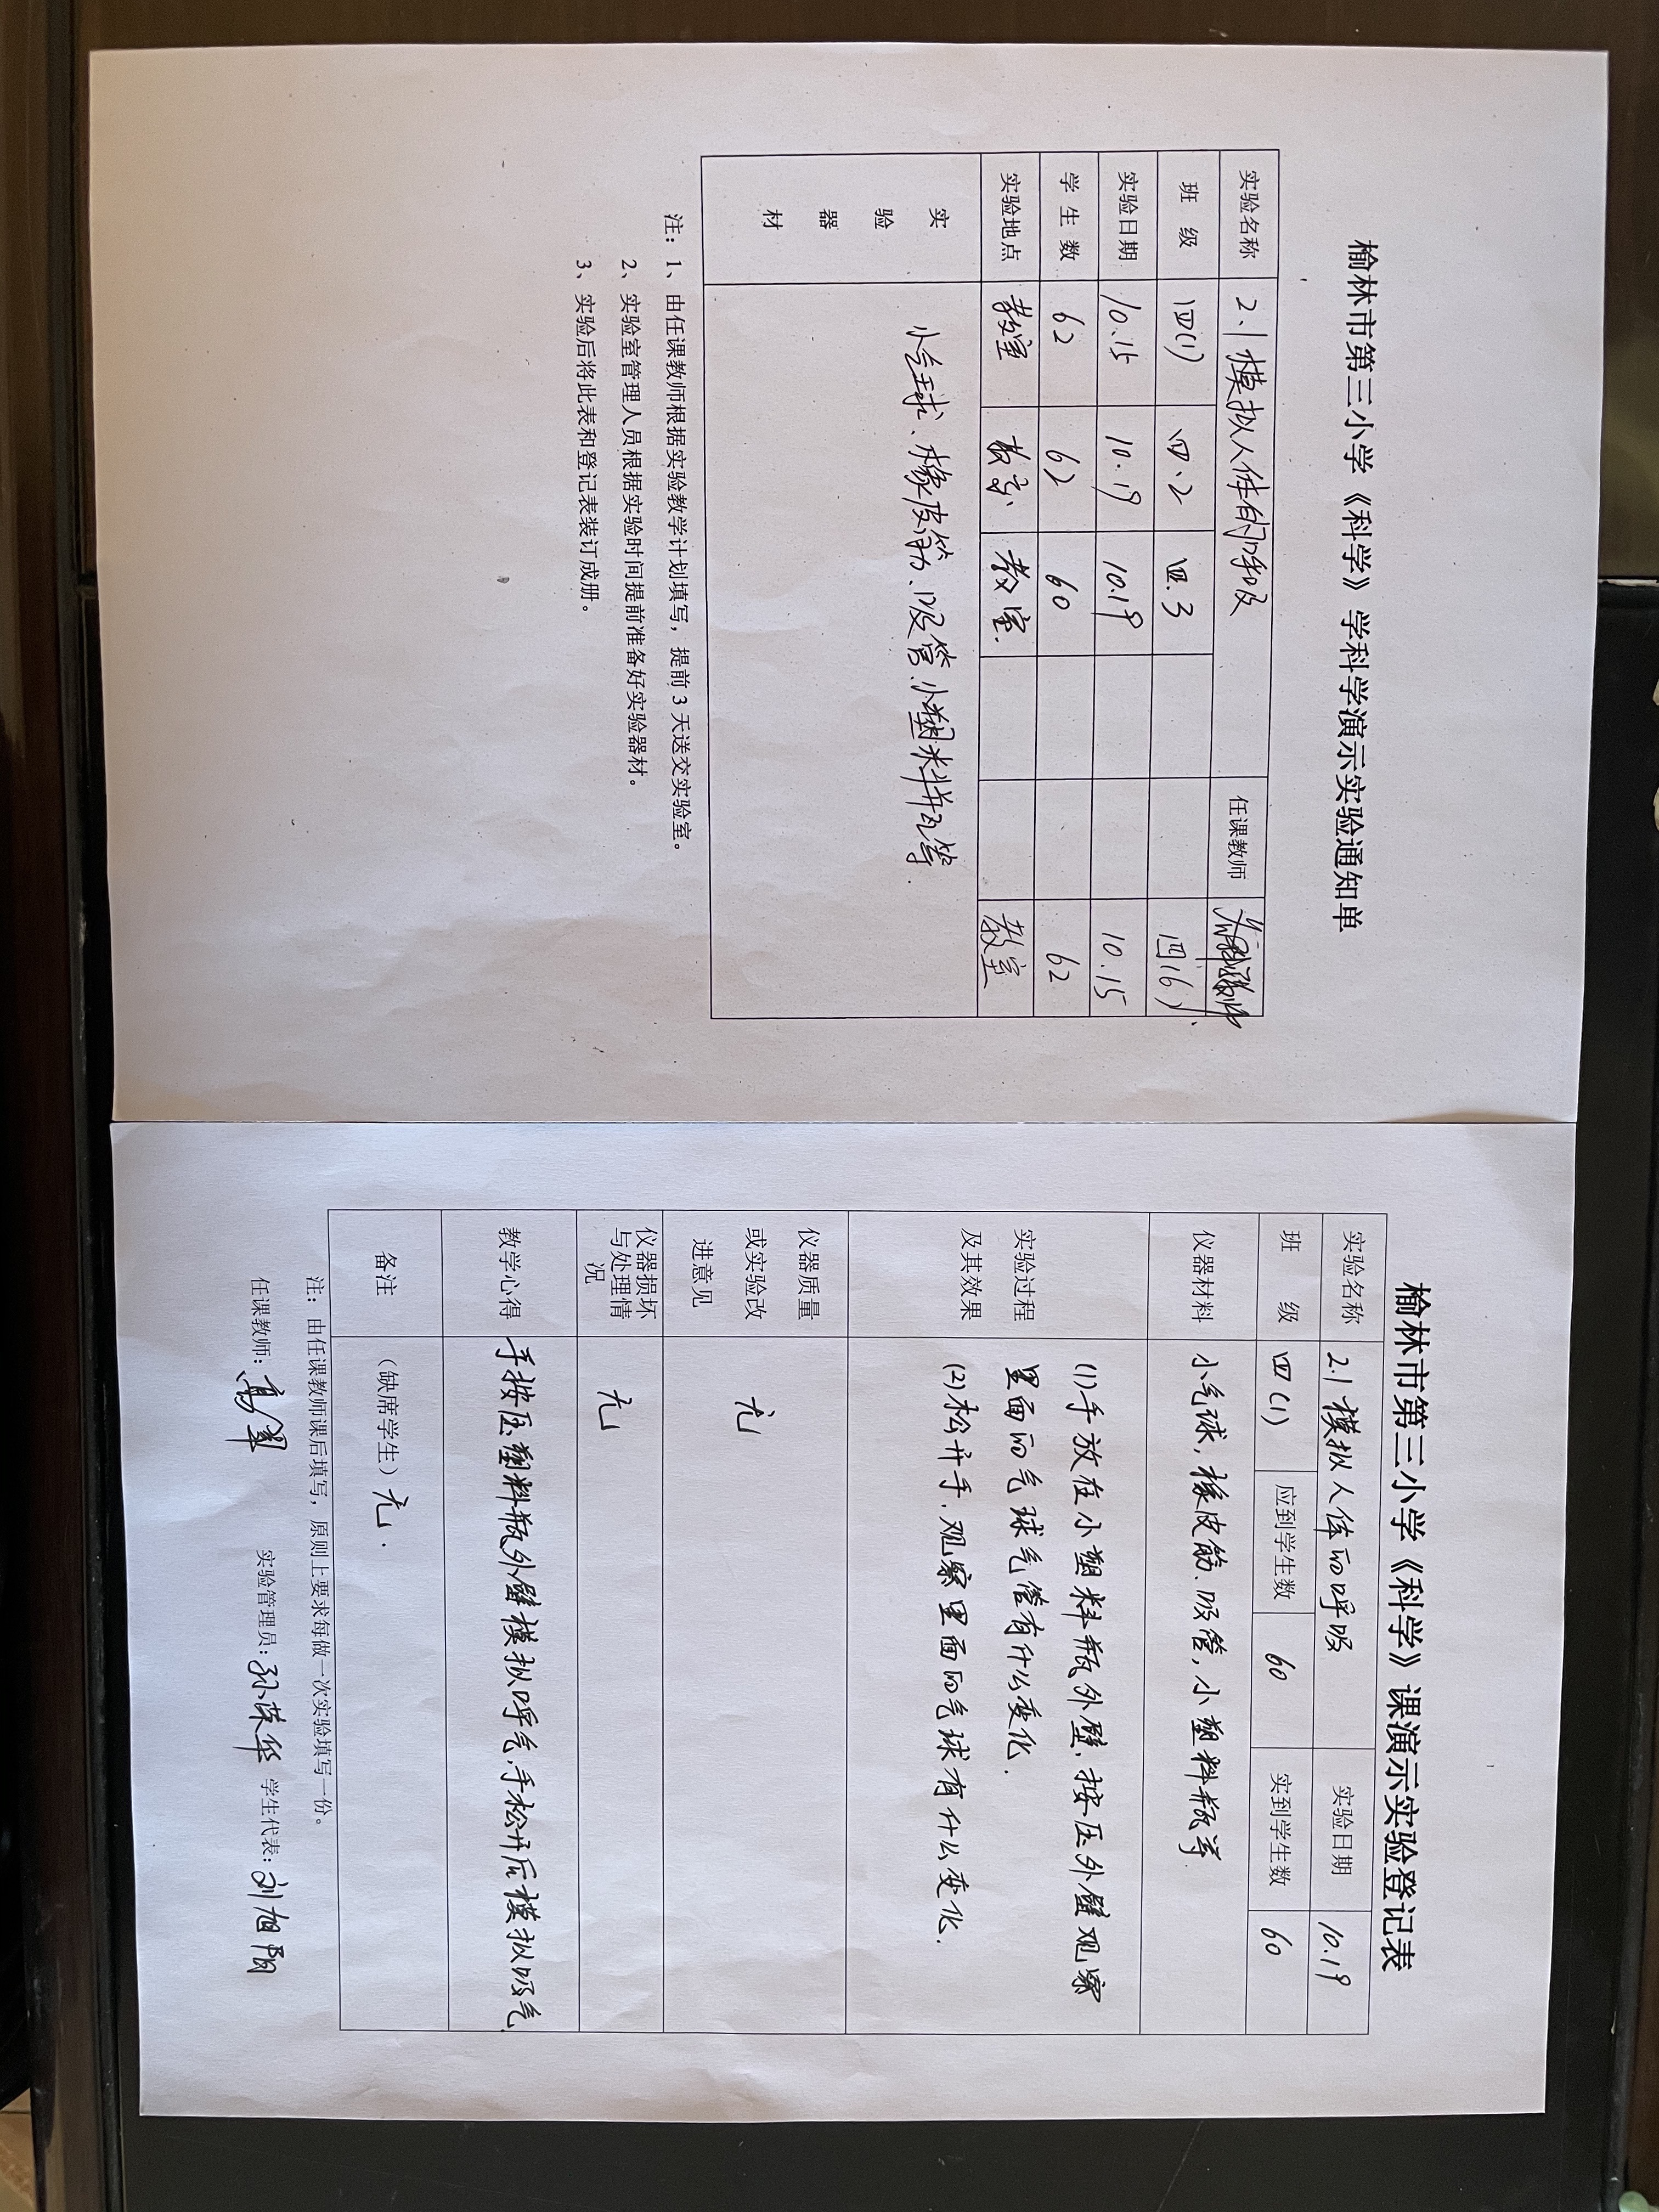 榆林市第三小学《科学》学科学演示实验通知单
实验名称 2.1模拟人体的呼吸 任课教师
班 级 四(1) 四.2 四.3 四(6)
实验日期 10.15 10.19 10.19 10.15
学 生 数 62 62 60 62
实验地点 教室 教室 教室 教室
实验器材 小气球、橡皮筋、吸管、小塑料瓶等
注：1、由任课教师根据实验教学计划填写，提前 3 天送交实验室。
2、实验室管理人员根据实验时间提前准备好实验器材。
3、实验后将此表和登记表装订成册。
榆林市第三小学《科学》课演示实验登记表
实验名称 2.1模拟人体的呼吸 实验日期 10.19
班 级 四(1) 应到学生数 60 实到学生数 60
仪器材料 小气球，橡皮筋、吸管，小塑料瓶等
实验过程及其效果 (1)手放在小塑料瓶外壁，按压外壁观察
里面的气球气管有什么变化.
(2)松开手.观察里面的气球有什么变化.
仪器质量或实验改进意见 无
仪器损坏与处理情况 无
教学心得 手按压塑料瓶外壁模拟呼气,手松开后模拟吸气.
备注 （缺席学生）无.
注：由任课教师课后填写，原则上要求每做一次实验填写一份。
任课教师: 高翠 实验管理员: 孙荣华 学生代表: 刘旭阳